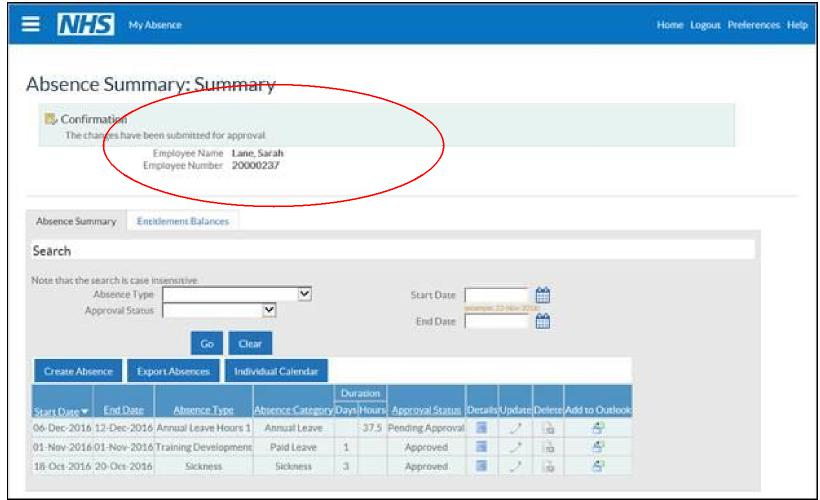 NHS My Absence Home Logout Preferences Help
Absence Summary: Summary
Confirmation
The changes have been submitted for approval
Employee Name Lane, Sarah
Employee Number 20000237
Absence Summary Entitlement Balances
Search
Note that the search is case insensitive
Absence Type Start Date
(example: 22-Nov-2016)
Approval Status End Date
Go Clear
Create Absence Export Absences Individual Calendar
Duration
Start Date End Date Absence Type Absence Category Days Hours Approval Status Details Update Delete Add to Outlook
06-Dec-2016 12-Dec-2016 Annual Leave Hours 1 Annual Leave 37.5 Pending Approval
01-Nov-2016 01-Nov-2016 Training Development Paid Leave 1 Approved
18-Oct-2016 20-Oct-2016 Sickness Sickness 3 Approved